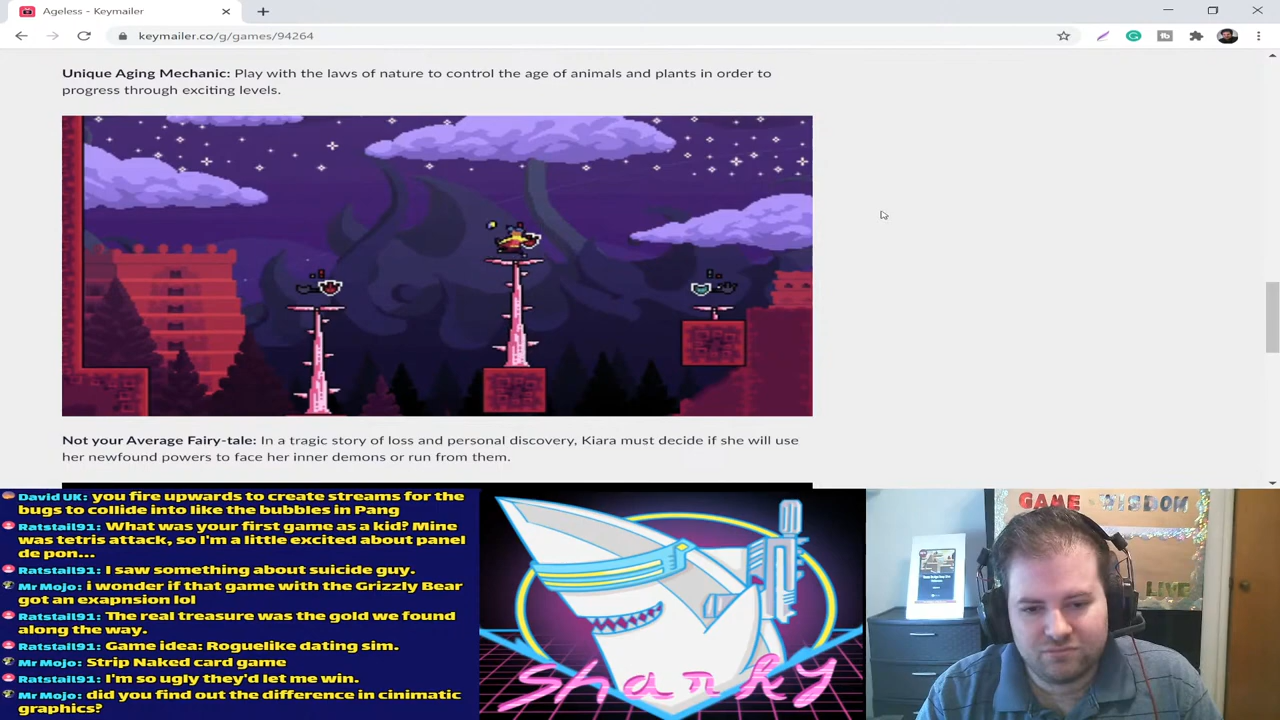 Ageless - Keymailer
keymailer.co/g/games/94264
Unique Aging Mechanic: Play with the laws of nature to control the age of animals and plants in order to
progress through exciting levels.
Not your Average Fairy-tale: In a tragic story of loss and personal discovery, Kiara must decide if she will use
her newfound powers to face her inner demons or run from them.
David UK: you fire upwards to create streams for the
bugs to collide into like the bubbles in Pang
Ratstail91: What was your first game as a kid? Mine
was tetris attack, so I'm a little excited about panel
de pon...
Ratstail91: I saw something about suicide guy.
Mr Mojo: i wonder if that game with the Grizzly Bear
got an exapnsion lol
Ratstail91: The real treasure was the gold we found
along the way.
Ratstail91: Game idea: Roguelike dating sim.
Mr Mojo: Strip Naked card game
Ratstail91: I'm so ugly they'd let me win.
Mr Mojo: did you find out the difference in cinimatic
graphics?
sharky
GAME WISDOM
LIVE